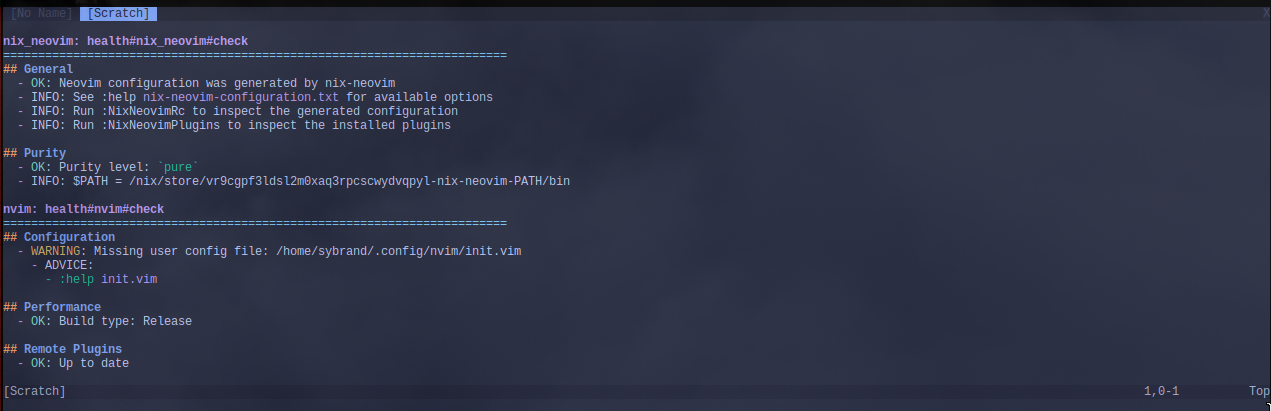 [No Name] [Scratch] X
nix_neovim: health#nix_neovim#check
========================================================================
## General
- OK: Neovim configuration was generated by nix-neovim
- INFO: See :help nix-neovim-configuration.txt for available options
- INFO: Run :NixNeovimRc to inspect the generated configuration
- INFO: Run :NixNeovimPlugins to inspect the installed plugins
## Purity
- OK: Purity level: `pure`
- INFO: $PATH = /nix/store/vr9cgpf3ldsl2m0xaq3rpcscwydvqpyl-nix-neovim-PATH/bin
nvim: health#nvim#check
========================================================================
## Configuration
- WARNING: Missing user config file: /home/sybrand/.config/nvim/init.vim
- ADVICE:
- :help init.vim
## Performance
- OK: Build type: Release
## Remote Plugins
- OK: Up to date
[Scratch] 1,0-1 Top